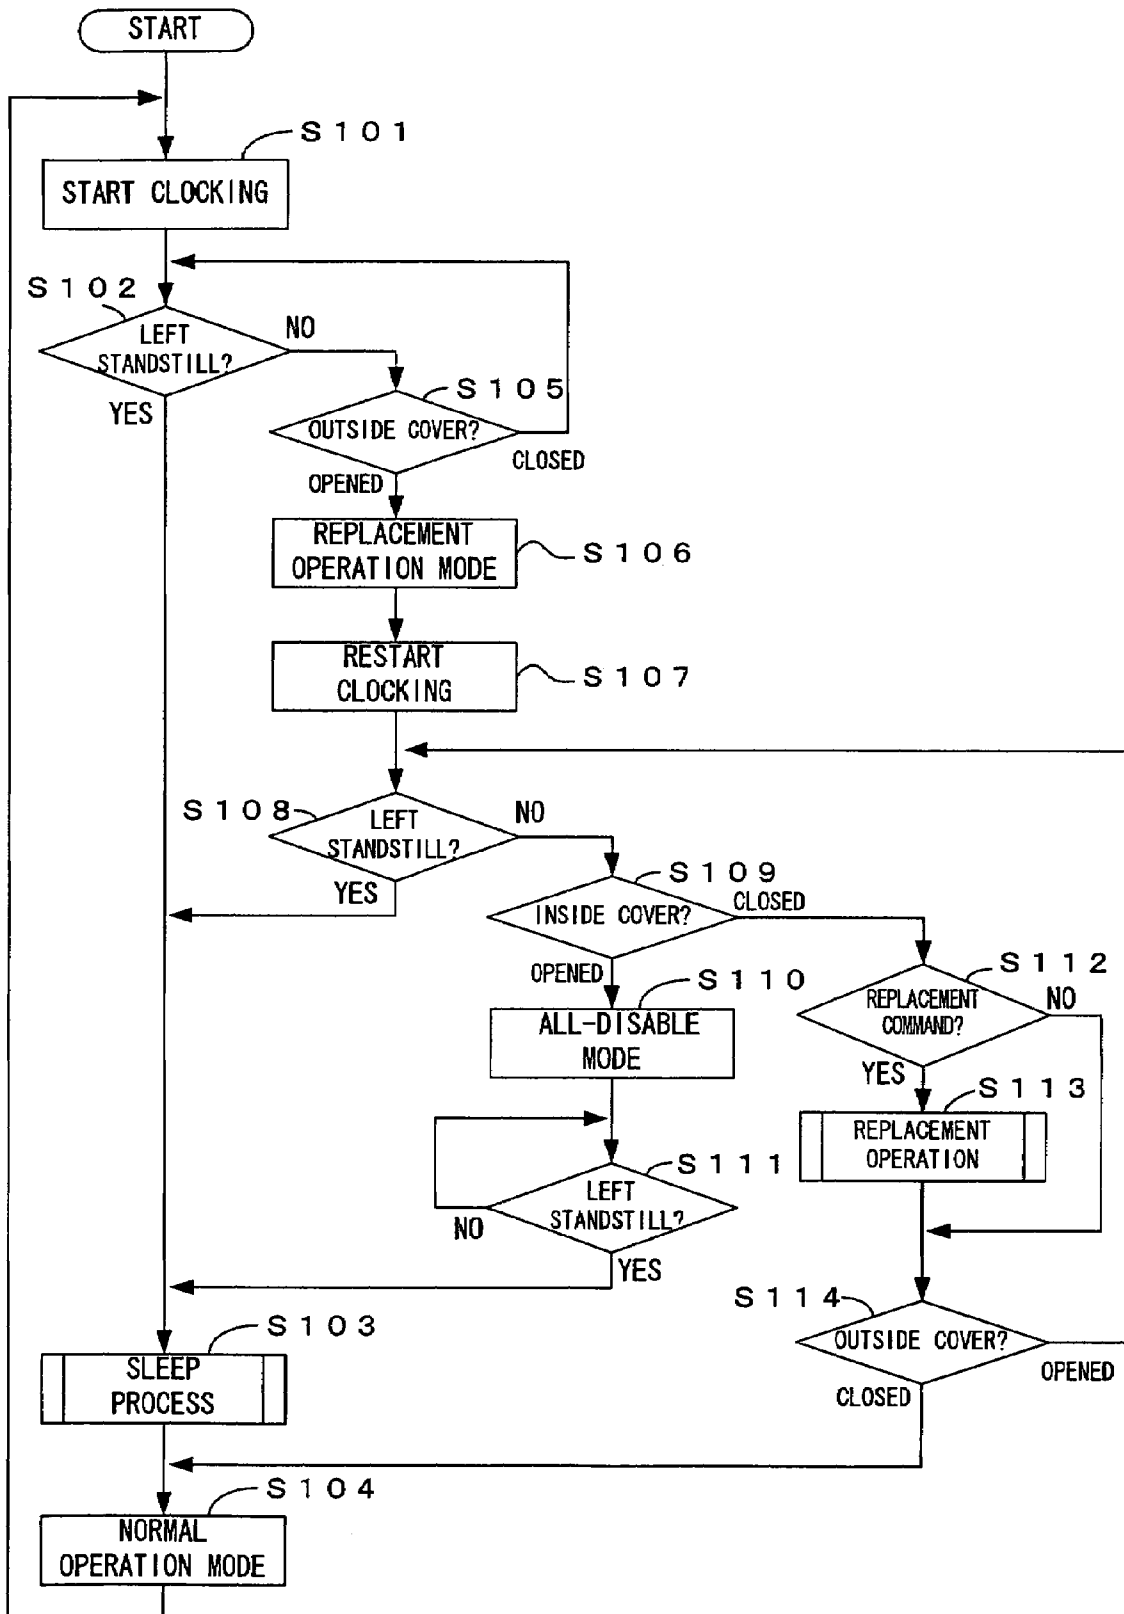 START
S101
START CLOCKING
S102
LEFT
STANDSTILL?
NO
YES
S105
OUTSIDE COVER?
CLOSED
OPENED
REPLACEMENT
OPERATION MODE
S106
RESTART
CLOCKING
S107
S108
LEFT
STANDSTILL?
NO
YES
S109
INSIDE COVER?
CLOSED
OPENED
S110
ALL-DISABLE
MODE
S112
REPLACEMENT
COMMAND?
NO
YES
S113
REPLACEMENT
OPERATION
S111
LEFT
STANDSTILL?
NO
YES
S114
OUTSIDE COVER?
OPENED
CLOSED
S103
SLEEP
PROCESS
S104
NORMAL
OPERATION MODE